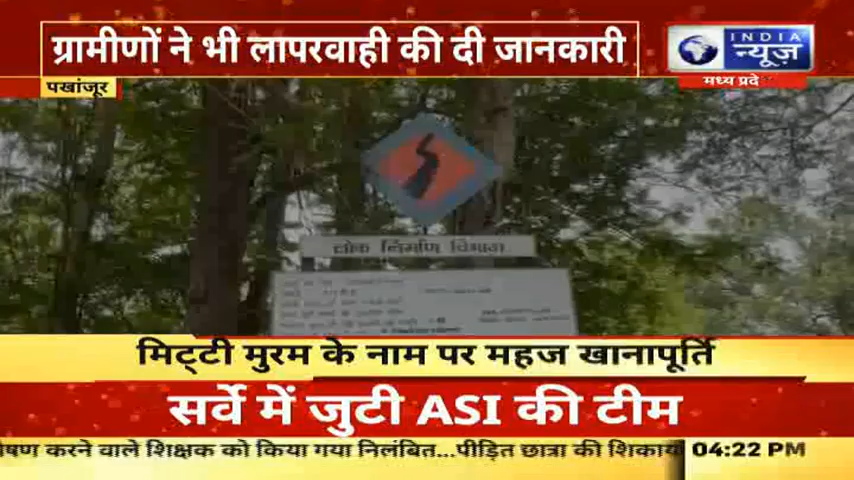 ग्रामीणों ने भी लापरवाही की दी जानकारी
INDIA
न्यूज़
मध्य प्रदे
पखांजूर
लोक निर्माण विभाग
मिट्टी मुरम के नाम पर महज खानापूर्ति
सर्वे में जुटी ASI की टीम
षण करने वाले शिक्षक को किया गया निलंबित...पीड़ित छात्रा की शिकाय
04:22 PM